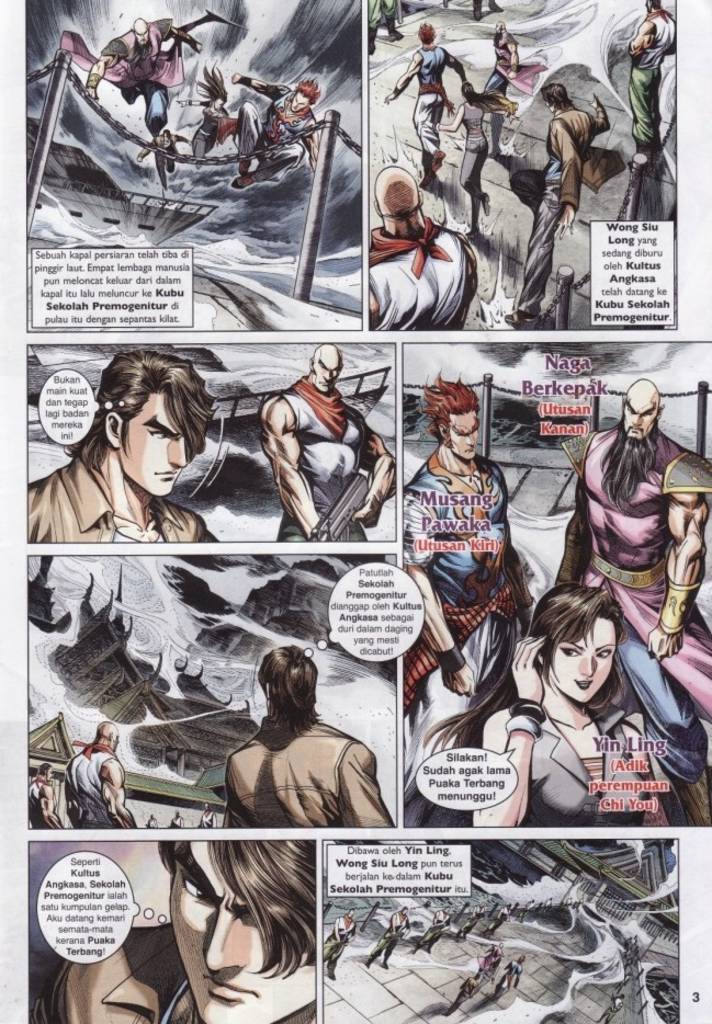 Sebuah kapal persiaran telah tiba di
pinggir laut. Empat lembaga manusia
pun meloncat keluar dari dalam
kapal itu lalu meluncur ke Kubu
Sekolah Premogenitur di
pulau itu dengan sepantas kilat.
Wong Siu
Long yang
sedang diburu
oleh Kultus
Angkasa
telah datang ke
Kubu Sekolah
Premogenitur.
Bukan
main kuat
dan tegap
lagi badan
mereka
ini!
Naga
Berkepak
(Utusan
Kanan)
Musang
Pawaka
(Utusan Kiri)
Yin Ling
(Adik
perempuan
Chi You)
Silakan!
Sudah agak lama
Puaka Terbang
menunggu!
Patutlah
Sekolah
Premogenitur
dianggap oleh Kultus
Angkasa sebagai
duri dalam daging
yang mesti
dicabut!
Seperti
Kultus
Angkasa, Sekolah
Premogenitur ialah
satu kumpulan gelap.
Aku datang kemari
semata-mata
kerana Puaka
Terbang!
Dibawa oleh Yin Ling,
Wong Siu Long pun terus
berjalan ke dalam Kubu
Sekolah Premogenitur itu.
3